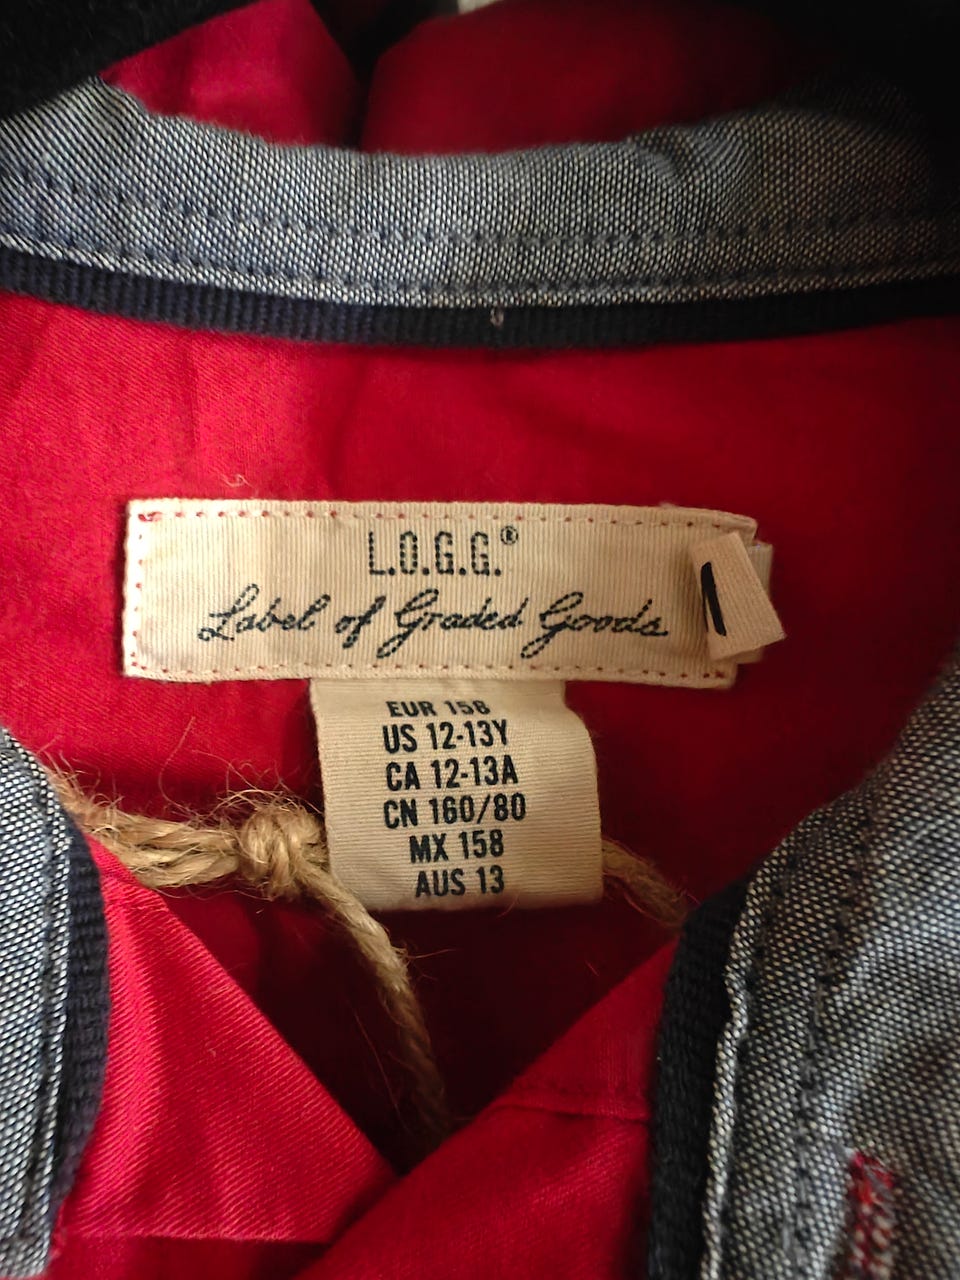 L.O.G.G.®
Label of Graded Goods
EUR 158
US 12-13Y
CA 12-13A
CN 160/80
MX 158
AUS 13